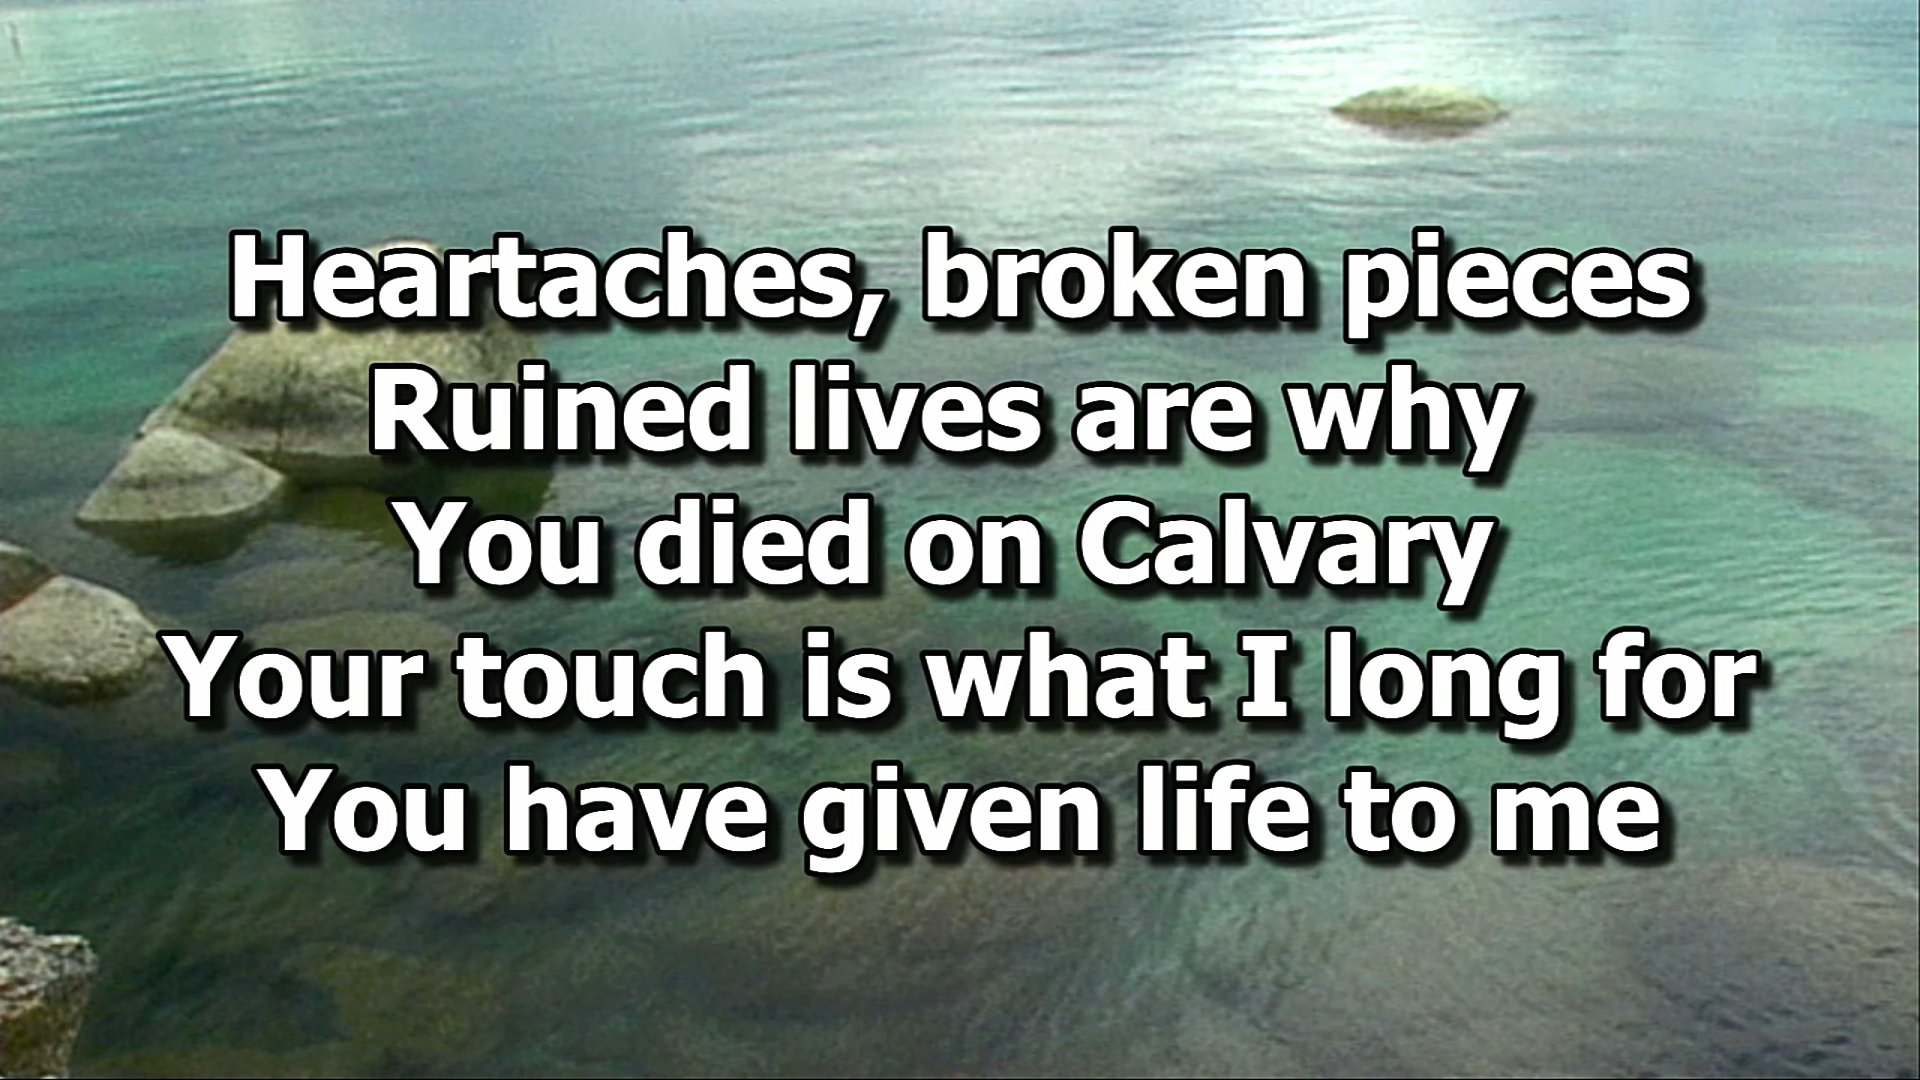 Heartaches, broken pieces
Ruined lives are why
You died on Calvary
Your touch is what I long for
You have given life to me